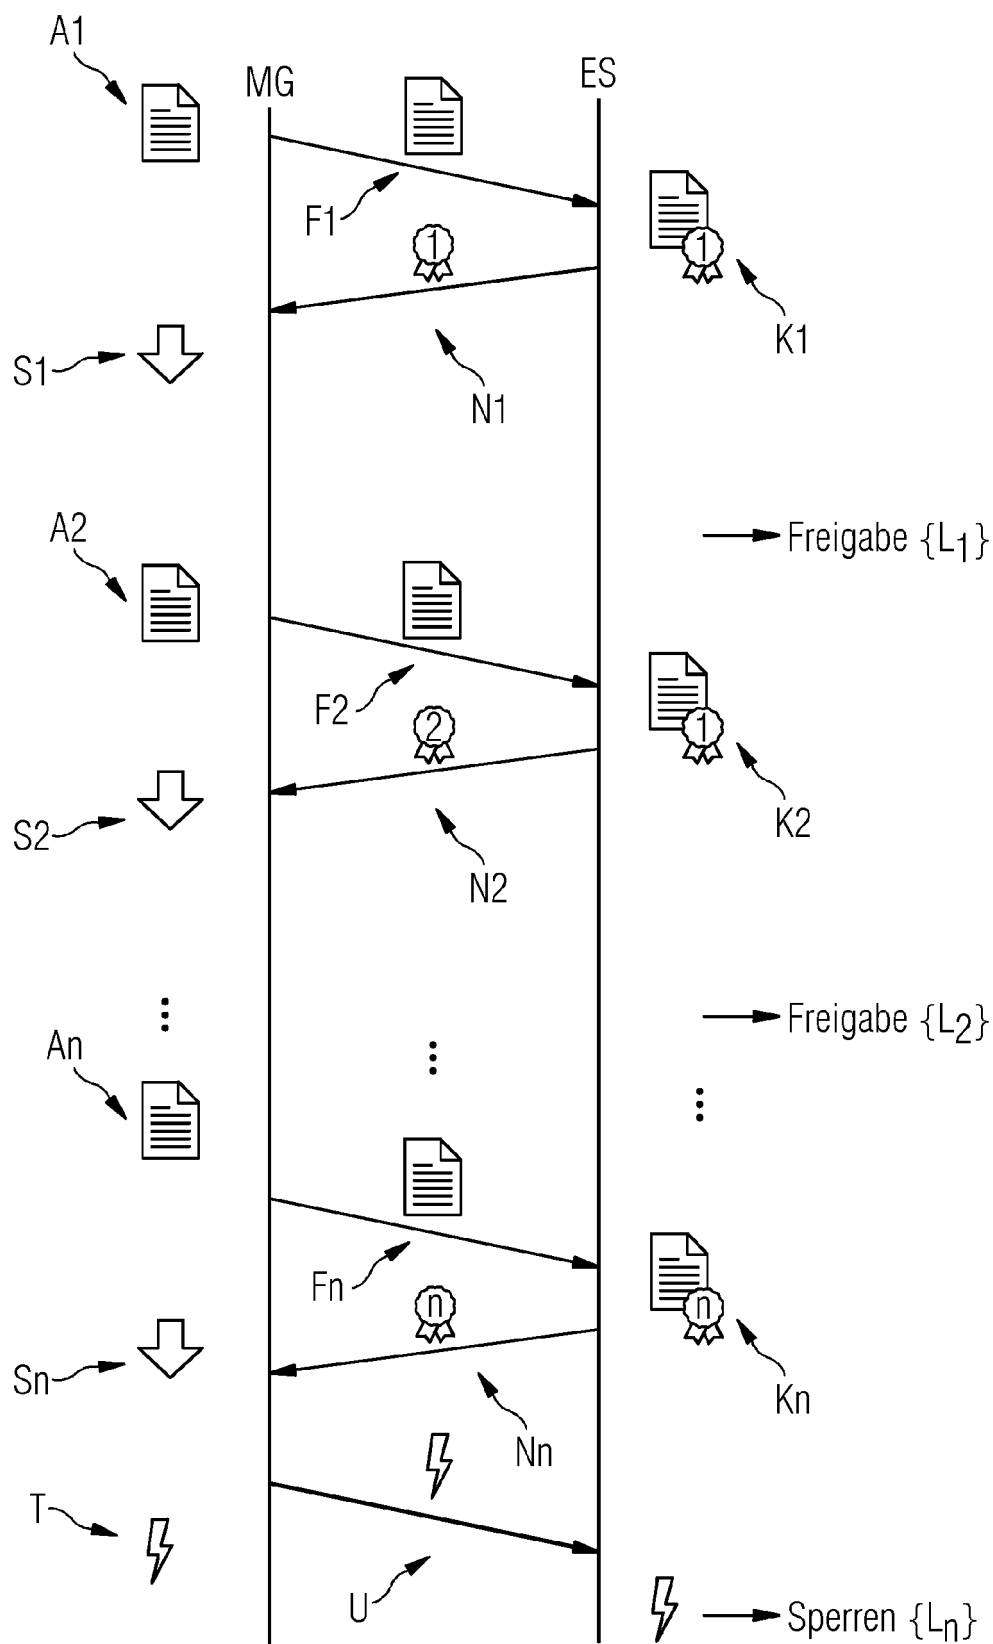 A1
MG
ES
F1
1
1
K1
S1
N1
A2
Freigabe {L1}
F2
2
1
K2
S2
N2
Freigabe {L2}
An
Fn
n
n
Kn
Sn
Nn
T
U
Sperren {Ln}